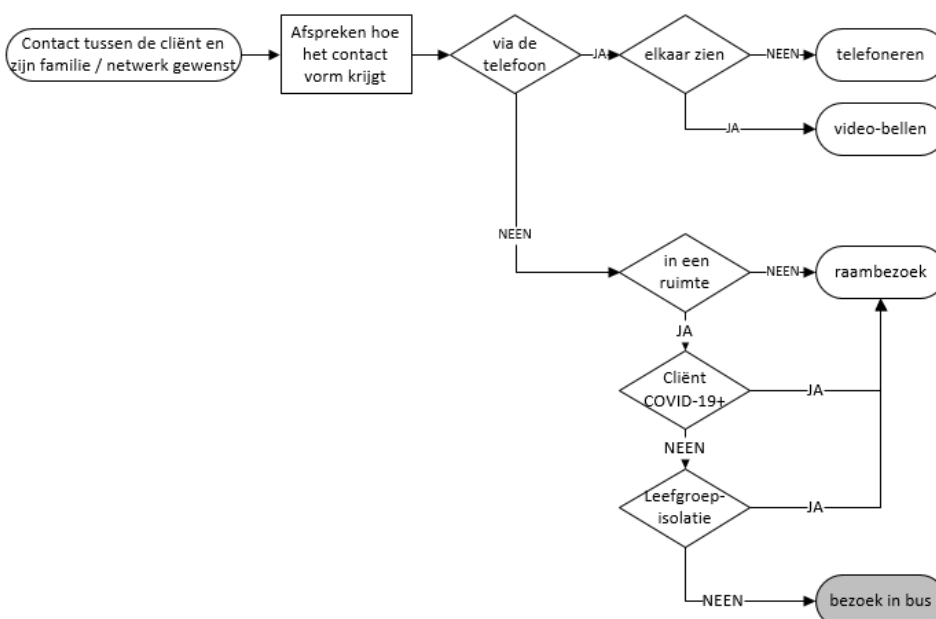 Contact tussen de cliënt en
zijn familie / netwerk gewenst
Afspreken hoe
het contact
vorm krijgt
via de
telefoon
JA
elkaar zien
NEEN
telefoneren
JA
video-bellen
NEEN
in een
ruimte
NEEN
raambezoek
JA
Cliënt
COVID-19+
JA
NEEN
Leefgroep-
isolatie
JA
NEEN
bezoek in bus